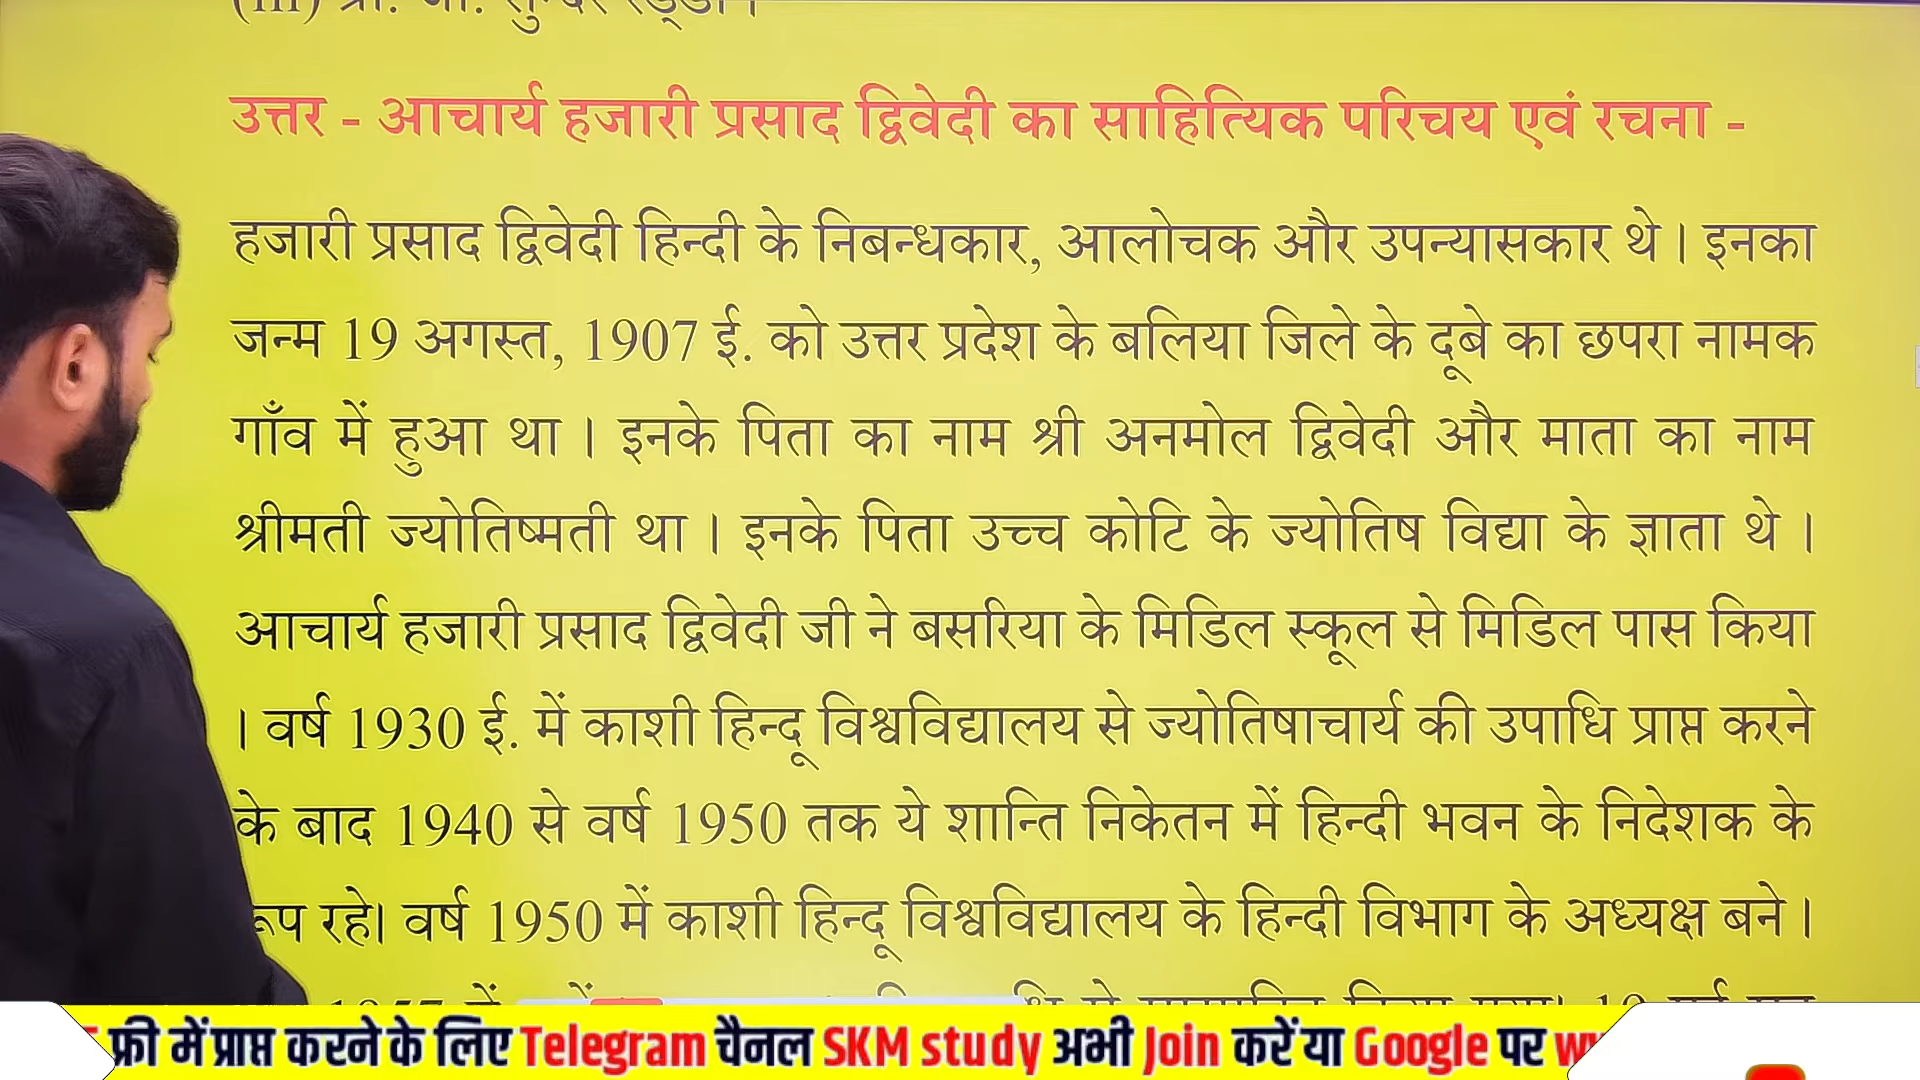 उत्तर - आचार्य हजारी प्रसाद द्विवेदी का साहित्यिक परिचय एवं रचना -
हजारी प्रसाद द्विवेदी हिन्दी के निबन्धकार, आलोचक और उपन्यासकार थे । इनका
जन्म 19 अगस्त, 1907 ई. को उत्तर प्रदेश के बलिया जिले के दूबे का छपरा नामक
गाँव में हुआ था । इनके पिता का नाम श्री अनमोल द्विवेदी और माता का नाम
श्रीमती ज्योतिष्मती था । इनके पिता उच्च कोटि के ज्योतिष विद्या के ज्ञाता थे ।
आचार्य हजारी प्रसाद द्विवेदी जी ने बसरिया के मिडिल स्कूल से मिडिल पास किया
। वर्ष 1930 ई. में काशी हिन्दू विश्वविद्यालय से ज्योतिषाचार्य की उपाधि प्राप्त करने
के बाद 1940 से वर्ष 1950 तक ये शान्ति निकेतन में हिन्दी भवन के निदेशक के
रूप रहे। वर्ष 1950 में काशी हिन्दू विश्वविद्यालय के हिन्दी विभाग के अध्यक्ष बने ।
फ्री में प्राप्त करने के लिए Telegram चैनल SKM study अभी Join करें या Google पर